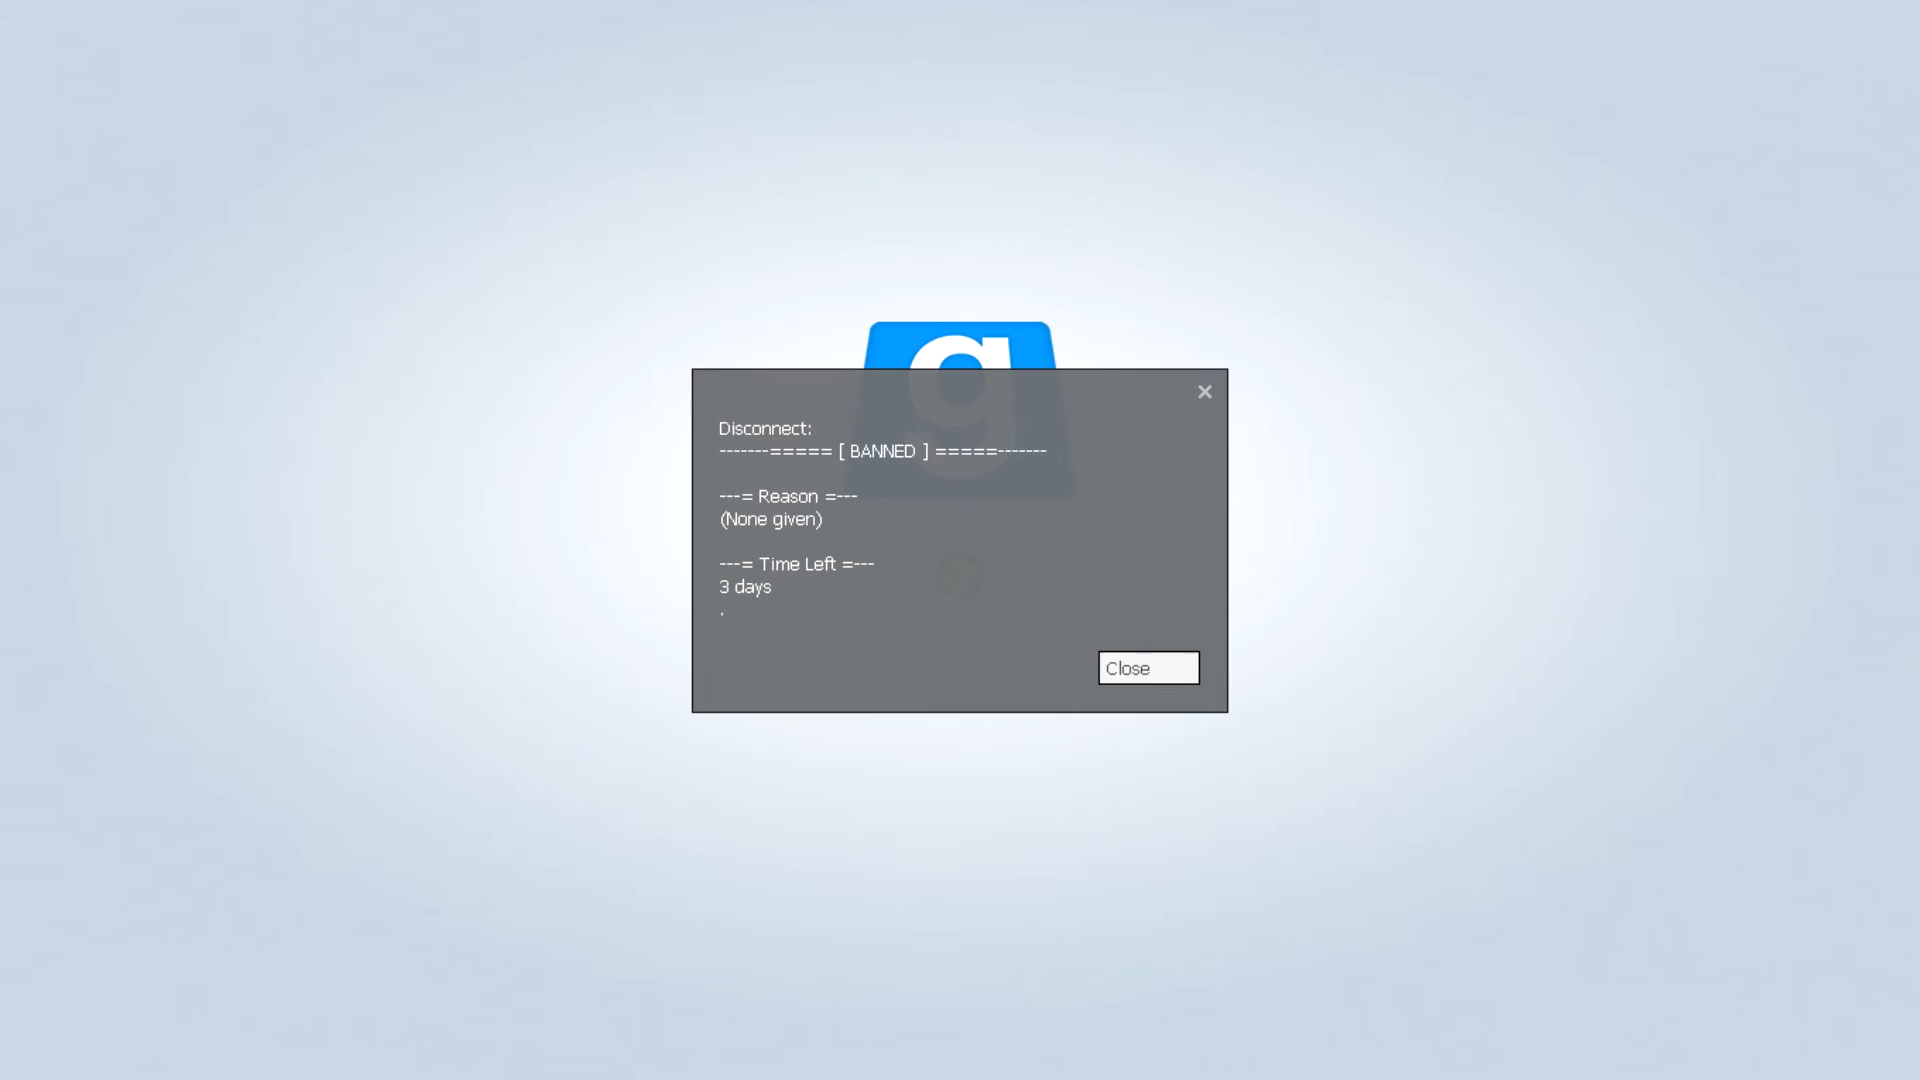 g
Disconnect:
-------===== [ BANNED ] =====-------
---= Reason =---
(None given)
---= Time Left =---
3 days
.
Close